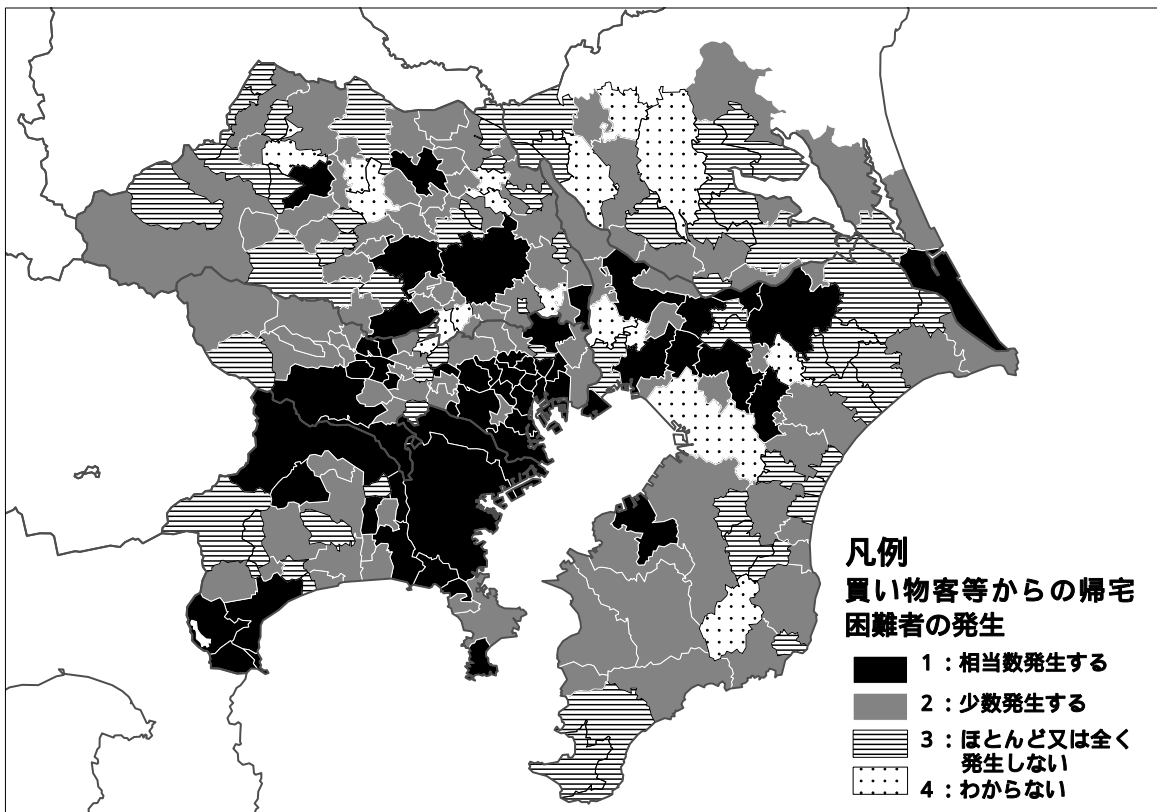 凡例
買い物客等からの帰宅
困難者の発生
1:相当数発生する
2:少数発生する
3:ほとんど又は全く
発生しない
4:わからない